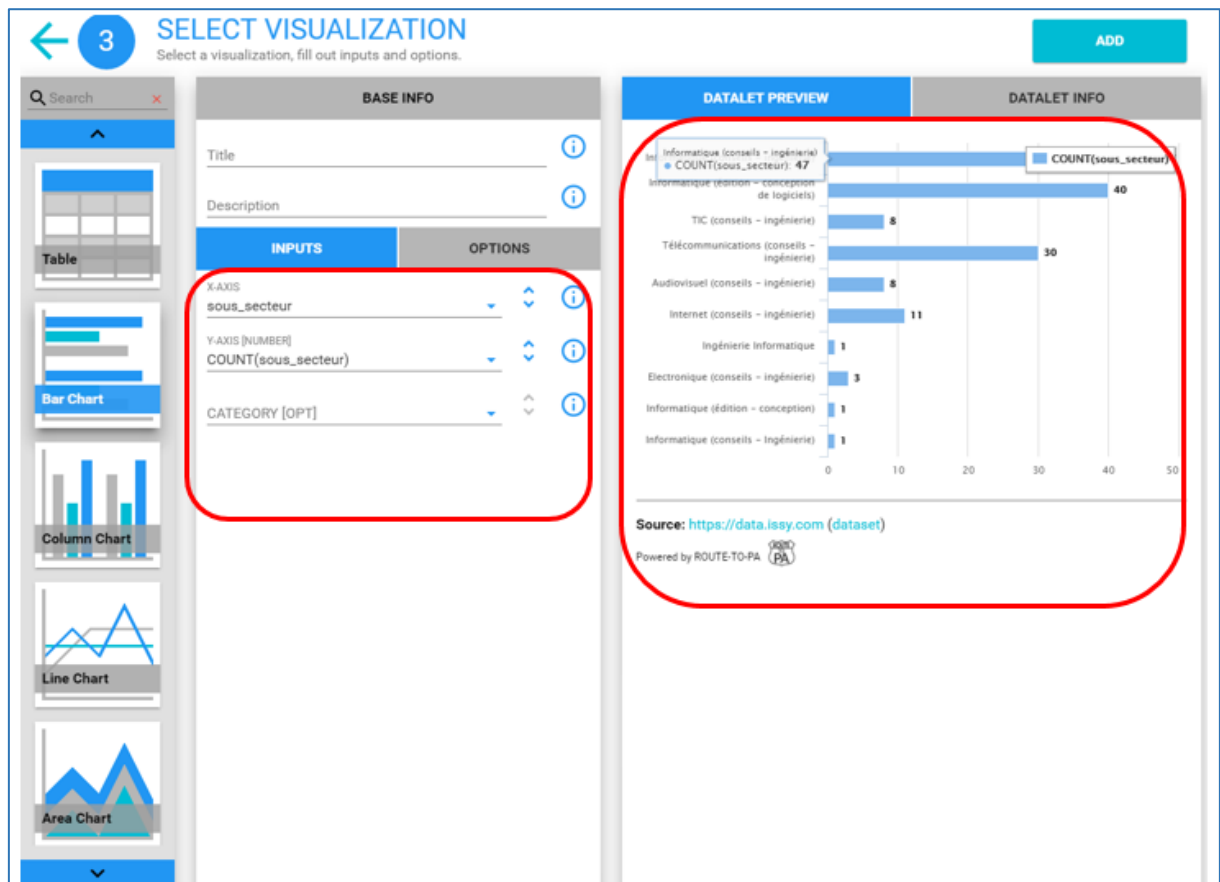 3
SELECT VISUALIZATION
Select a visualization, fill out inputs and options.
ADD
Search ×
Table
Bar Chart
Column Chart
Line Chart
Area Chart
BASE INFO
Title
Description
INPUTS OPTIONS
X-AXIS
sous_secteur
Y-AXIS [NUMBER]
COUNT(sous_secteur)
CATEGORY [OPT]
DATALET PREVIEW DATALET INFO
Informatique (conseils – ingénierie)
COUNT(sous_secteur): 47
COUNT(sous_secteur)
Informatique (édition – conception
de logiciels)
40
TIC (conseils – ingénierie) 8
Télécommunications (conseils –
ingénierie)
30
Audiovisuel (conseils – ingénierie) 8
Internet (conseils – ingénierie) 11
Ingénierie Informatique 1
Electronique (conseils – ingénierie) 3
Informatique (édition – conception) 1
Informatique (conseils – Ingénierie) 1
0 10 20 30 40 50
Source: https://data.issy.com (dataset)
Powered by ROUTE-TO-PA
PA